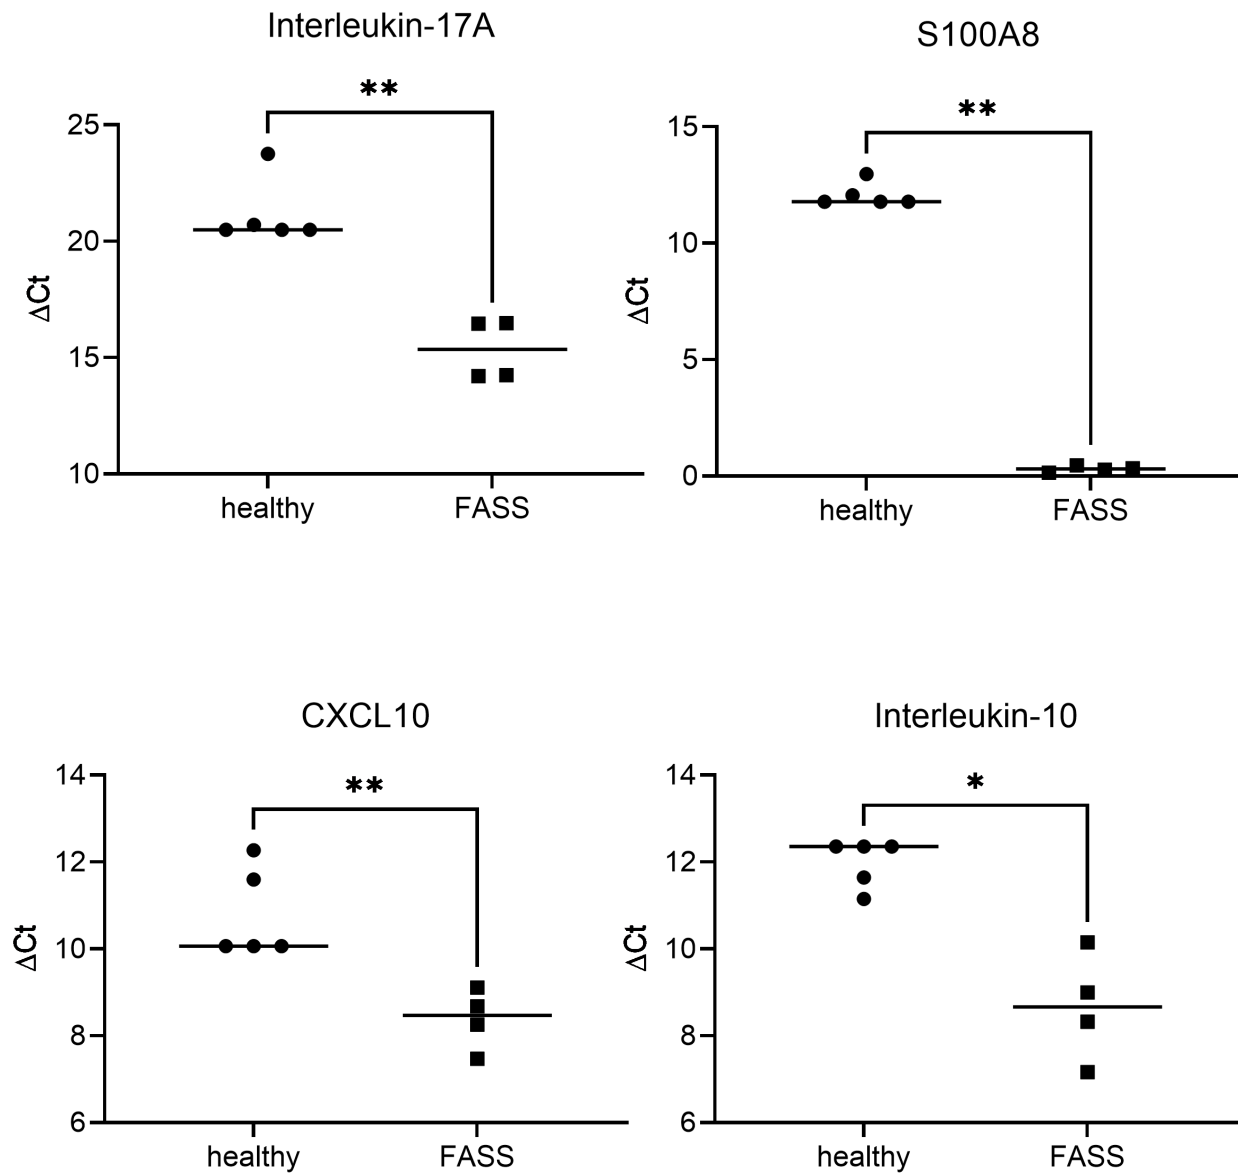 Interleukin-17A
**
25
20
15
10
ΔCt
healthy
FASS
S100A8
**
15
10
5
0
ΔCt
healthy
FASS
CXCL10
**
14
12
10
8
6
ΔCt
healthy
FASS
Interleukin-10
*
14
12
10
8
6
ΔCt
healthy
FASS